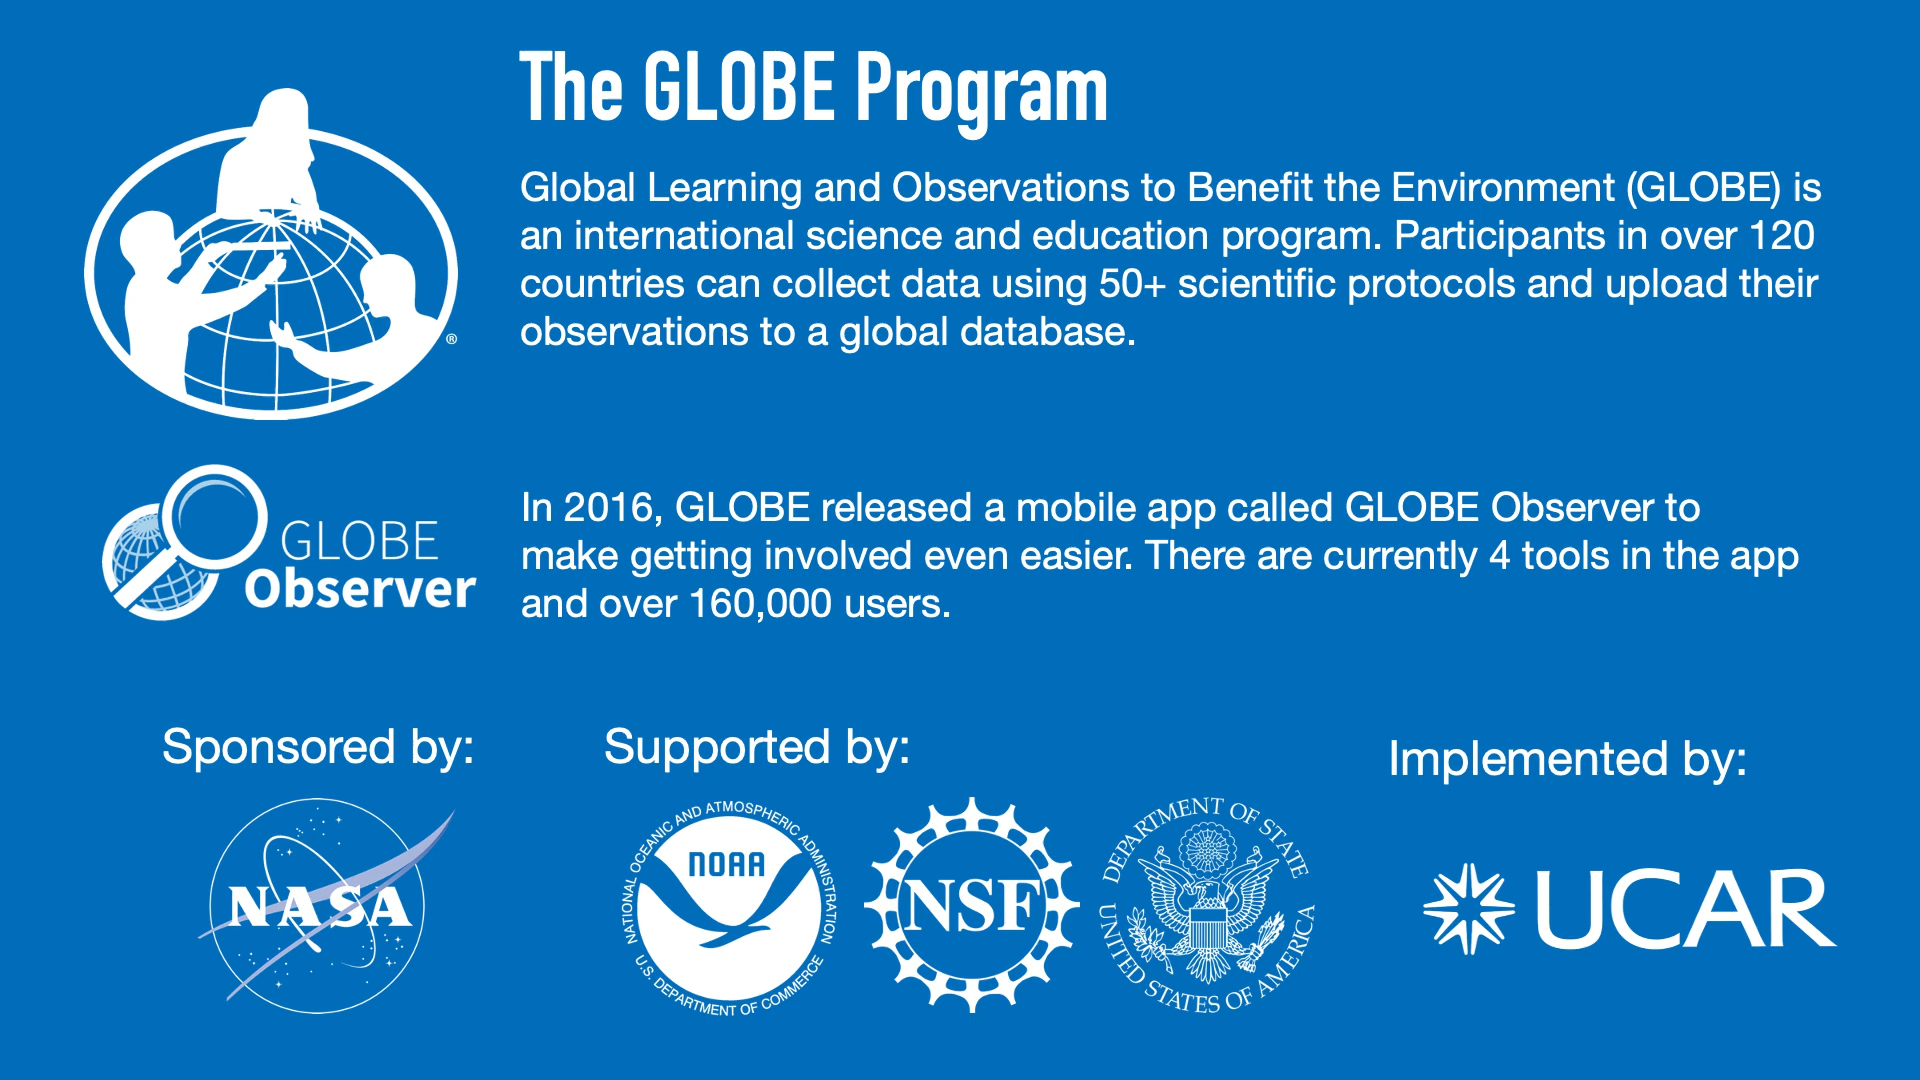 The GLOBE Program
Global Learning and Observations to Benefit the Environment (GLOBE) is
an international science and education program. Participants in over 120
countries can collect data using 50+ scientific protocols and upload their
observations to a global database.
®
GLOBE
Observer
In 2016, GLOBE released a mobile app called GLOBE Observer to
make getting involved even easier. There are currently 4 tools in the app
and over 160,000 users.
Sponsored by:
Supported by:
Implemented by:
NASA
NATIONAL OCEANIC AND ATMOSPHERIC ADMINISTRATION
NOAA
U.S. DEPARTMENT OF COMMERCE
NSF
DEPARTMENT OF STATE
UNITED STATES OF AMERICA
UCAR